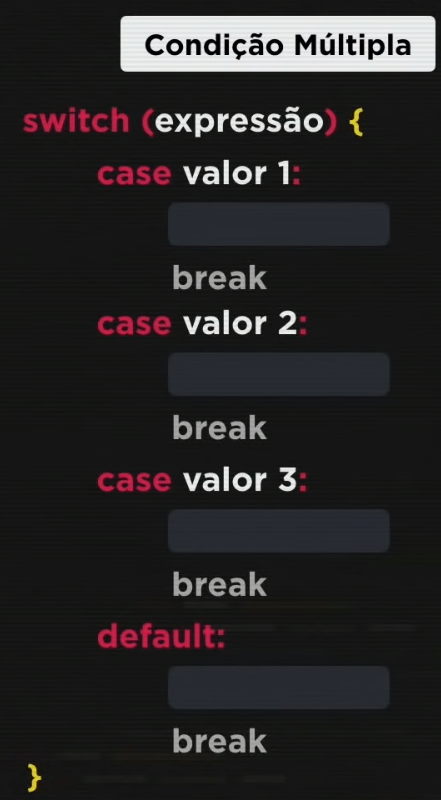 Condição Múltipla
switch (expressão) {
case valor 1:
break
case valor 2:
break
case valor 3:
break
default:
break
}